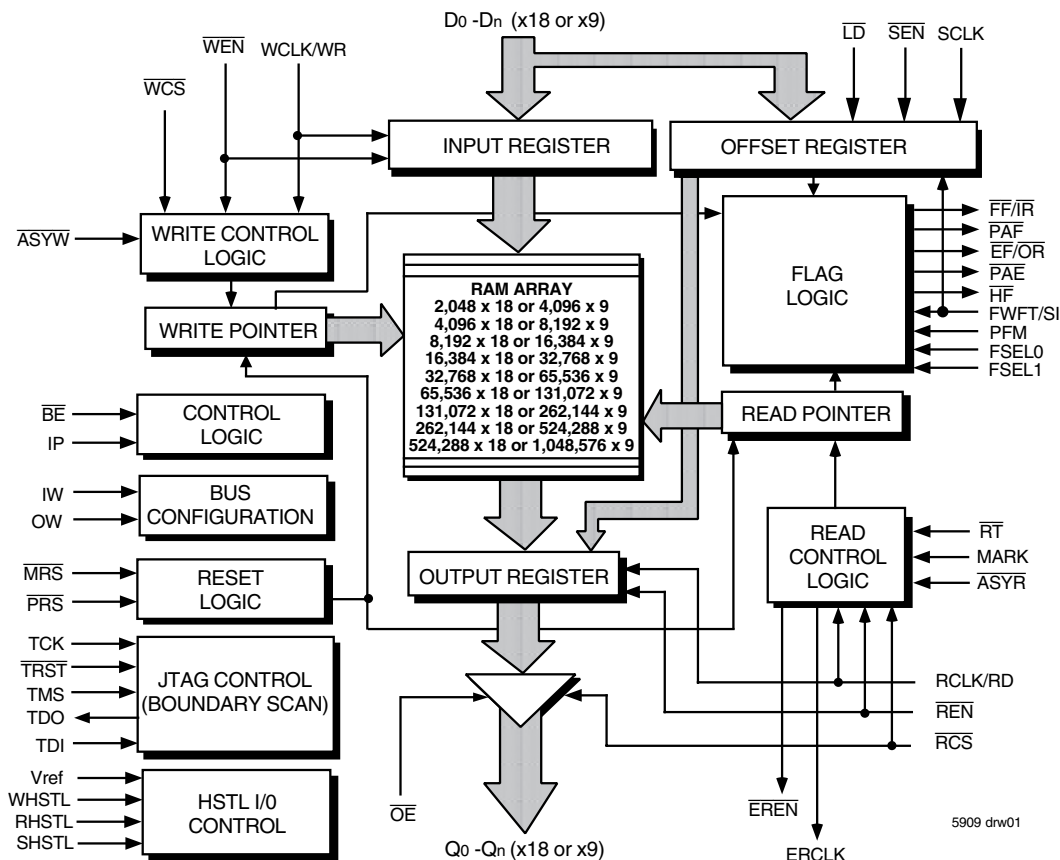 D0 -Dn (x18 or x9)
WEN
WCLK/WR
WCS
LD
SEN
SCLK
INPUT REGISTER
OFFSET REGISTER
ASYW
WRITE CONTROL
LOGIC
WRITE POINTER
FLAG
LOGIC
FF/IR
PAF
EF/OR
PAE
HF
FWFT/SI
PFM
FSEL0
FSEL1
RAM ARRAY
2,048 x 18 or 4,096 x 9
4,096 x 18 or 8,192 x 9
8,192 x 18 or 16,384 x 9
16,384 x 18 or 32,768 x 9
32,768 x 18 or 65,536 x 9
65,536 x 18 or 131,072 x 9
131,072 x 18 or 262,144 x 9
262,144 x 18 or 524,288 x 9
524,288 x 18 or 1,048,576 x 9
BE
IP
CONTROL
LOGIC
READ POINTER
IW
OW
BUS
CONFIGURATION
READ
CONTROL
LOGIC
RT
MARK
ASYR
MRS
PRS
RESET
LOGIC
OUTPUT REGISTER
TCK
TRST
TMS
TDO
TDI
JTAG CONTROL
(BOUNDARY SCAN)
RCLK/RD
REN
RCS
Vref
WHSTL
RHSTL
SHSTL
HSTL I/0
CONTROL
OE
EREN
ERCLK
5909 drw01
Q0 -Qn (x18 or x9)